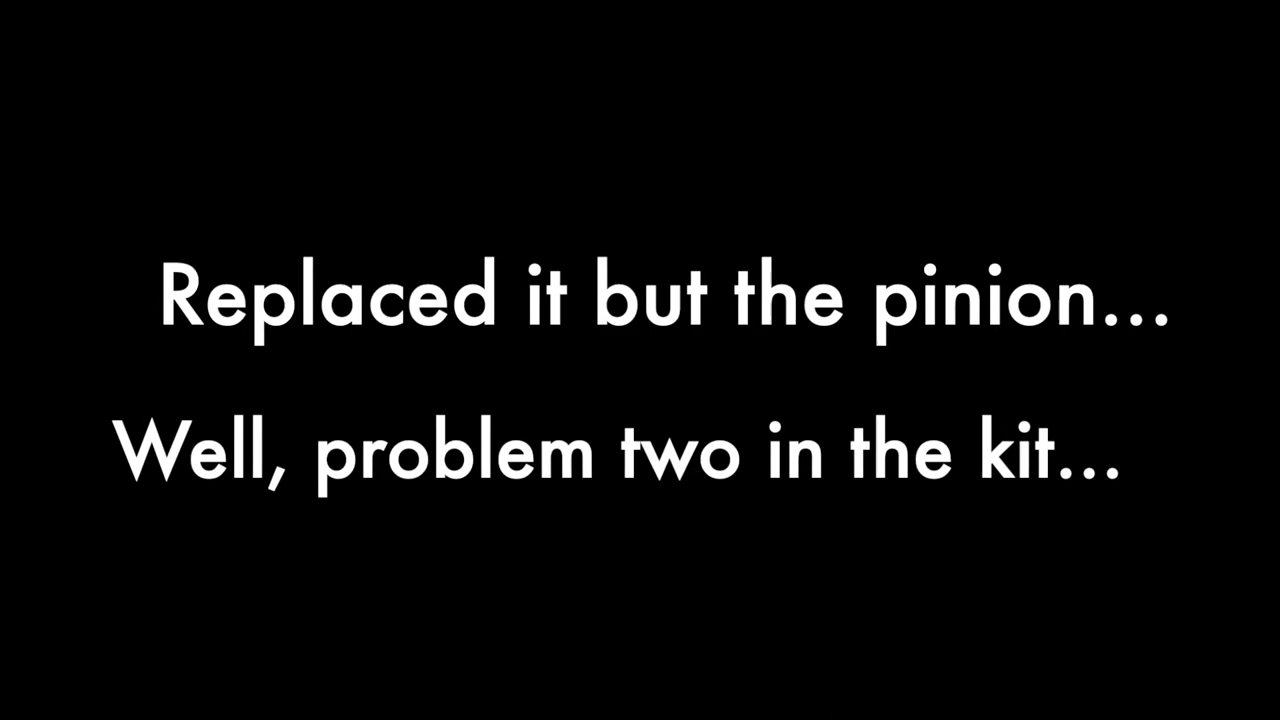 Replaced it but the pinion...
Well, problem two in the kit...